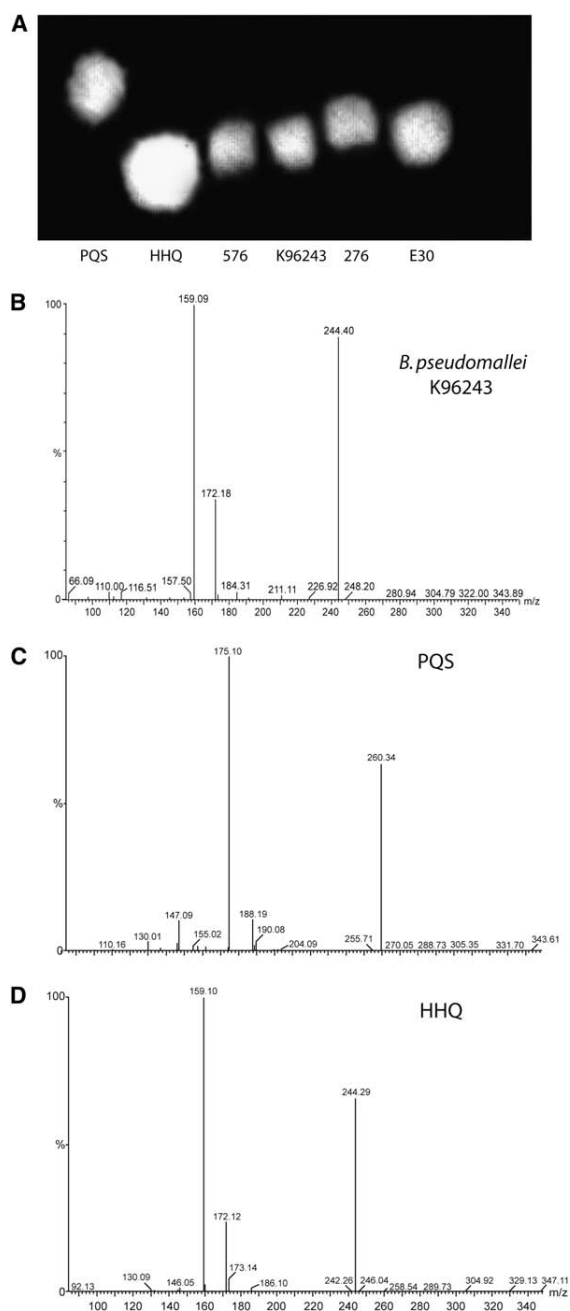 A
PQS HHQ 576 K96243 276 E30
B
100
159.09
244.40
B. pseudomallei
K96243
%
172.18
66.09 110.00 116.51 157.50 184.31 211.11 226.92 248.20 280.94 304.79 322.00 343.89
0
100 120 140 160 180 200 220 240 260 280 300 320 340 m/z
C
100
175.10
PQS
260.34
%
147.09 188.19
110.16 130.01 155.02 190.08 204.09 255.71 270.05 288.73 305.35 331.70 343.61
0
D
100
159.10
HHQ
244.29
%
172.12
173.14
92.13 130.09 146.05 186.10 242.26 246.04 258.54 289.73 304.92 329.13 347.11
0
100 120 140 160 180 200 220 240 260 280 300 320 340 m/z